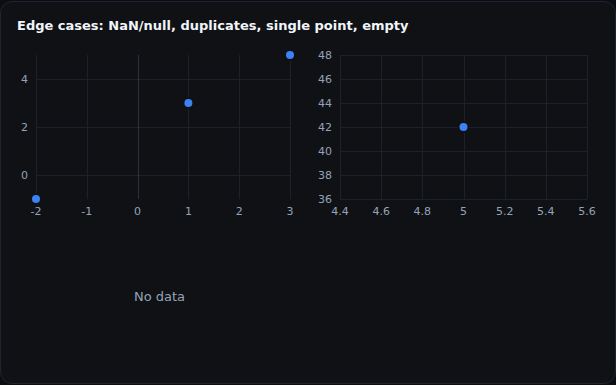 Edge cases: NaN/null, duplicates, single point, empty
4
2
0
-2 -1 0 1 2 3
48
46
44
42
40
38
36
4.4 4.6 4.8 5 5.2 5.4 5.6
No data